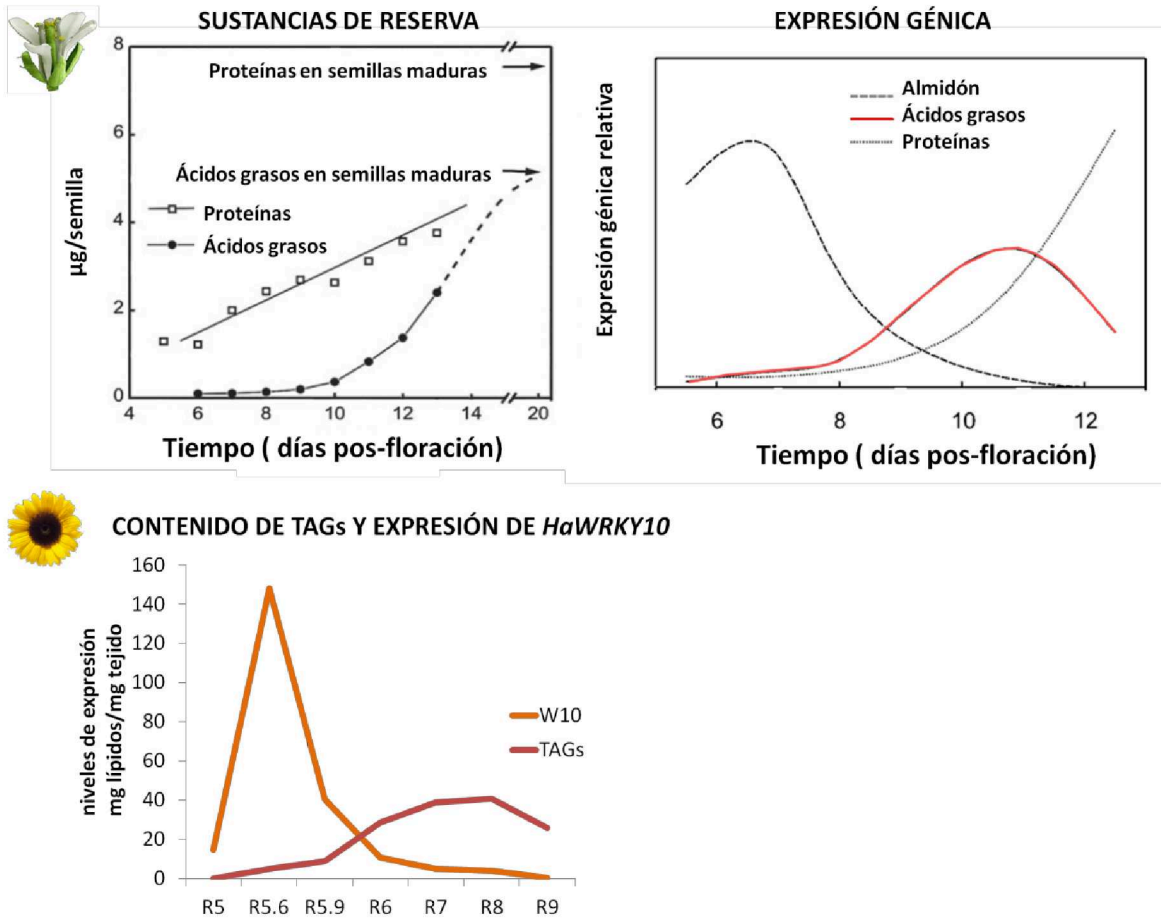 SUSTANCIAS DE RESERVA
8
6
4
2
0
µg/semilla
Proteínas en semillas maduras
Ácidos grasos en semillas maduras
Proteínas
Ácidos grasos
4 6 8 10 12 14 20
Tiempo ( días pos-floración)
EXPRESIÓN GÉNICA
Expresión génica relativa
Almidón
Ácidos grasos
Proteínas
6 8 10 12
Tiempo ( días pos-floración)
CONTENIDO DE TAGs Y EXPRESIÓN DE HaWRKY10
niveles de expresión
mg lípidos/mg tejido
160
140
120
100
80
60
40
20
0
W10
TAGs
R5 R5.6 R5.9 R6 R7 R8 R9